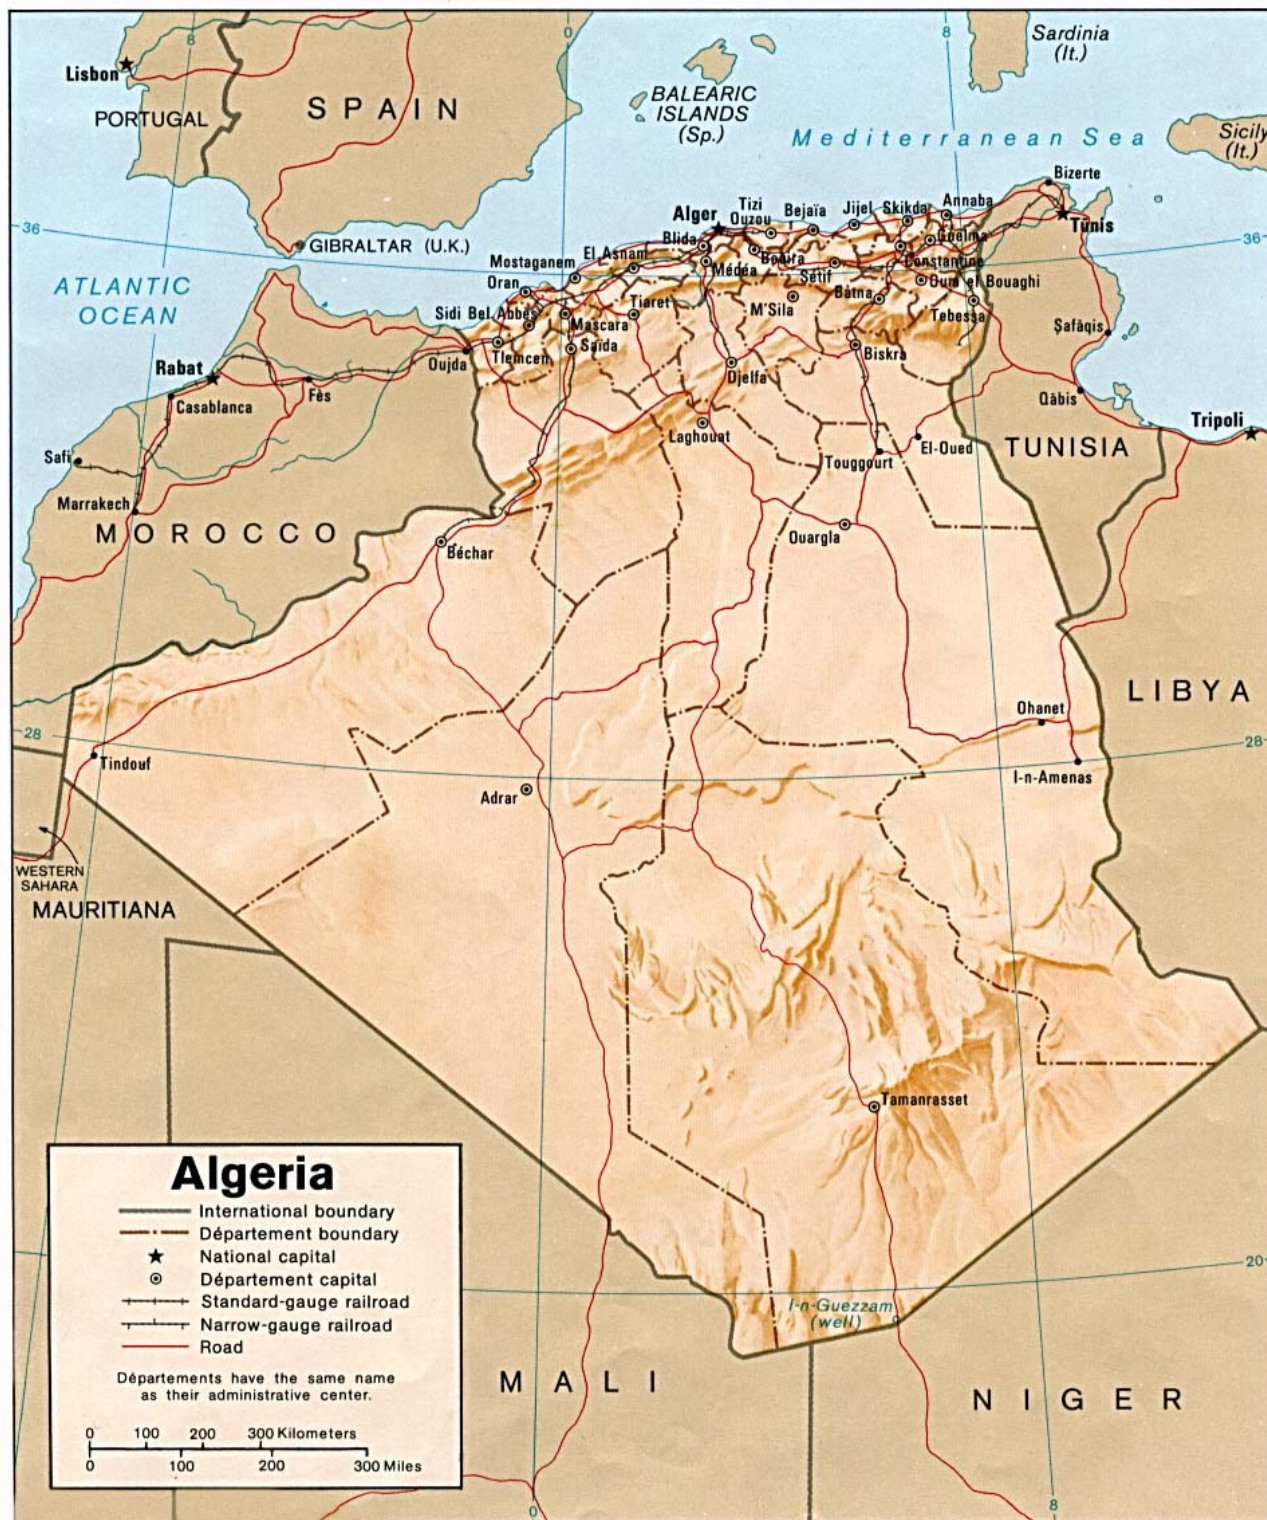 8
0
8
Sardinia
(It.)
Lisbon
PORTUGAL
SPAIN
BALEARIC
ISLANDS
(Sp.)
Mediterranean Sea
Sicily
(It.)
Bizerte
Tūnis
36
36
GIBRALTAR (U.K.)
Alger
Tizi
Ouzou
Bejaïa
Jijel
Skikda
Annaba
Blida
Bouira
Guelma
El Asnam
Médéa
Sétif
Constantine
Mostaganem
Oran
Oum el Bouaghi
ATLANTIC
OCEAN
Sidi Bel Abbès
Tiaret
M'Sila
Batna
Tebessa
Mascara
Şafāqis
Oujda
Tlemcen
Saïda
Biskra
Djelfa
Rabat
Fès
Casablanca
Qābis
Laghouat
El-Oued
Tripoli
Safi
Touggourt
TUNISIA
Marrakech
MOROCCO
Ouargla
Béchar
LIBYA
Ohanet
28
28
Tindouf
I-n-Amenas
Adrar
WESTERN
SAHARA
MAURITIANA
Tamanrasset
Algeria
International boundary
Département boundary
National capital
Département capital
Standard-gauge railroad
Narrow-gauge railroad
Road
Départements have the same name
as their administrative center.
0 100 200 300 Kilometers
0 100 200 300 Miles
20
I-n-Guezzam
(well)
MALI
NIGER
0
8